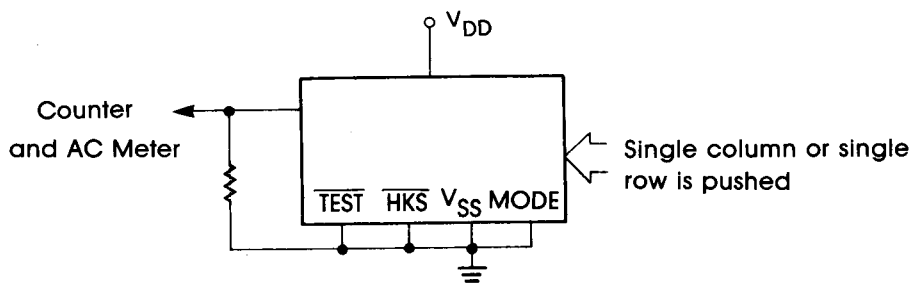 V_DD
Counter
and AC Meter
Single column or single
row is pushed
TEST HKS V_SS MODE